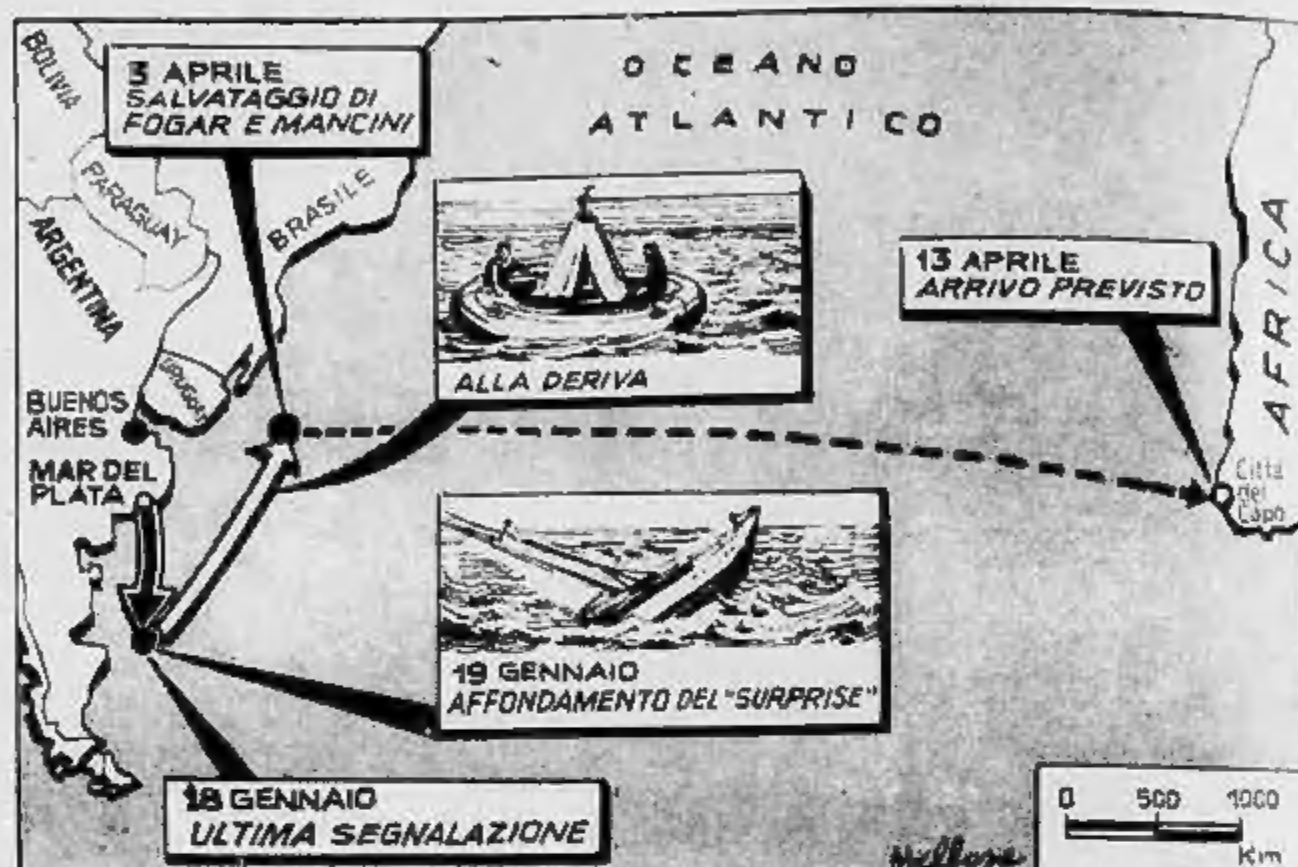 BOLIVIA
3 APRILE
SALVATAGGIO DI
FOGAR E MANCINI
OCEANO
ATLANTICO
PARAGUAY
BRASILE
ARGENTINA
AFRICA
13 APRILE
ARRIVO PREVISTO
ALLA DERIVA
URUGUAY
BUENOS
AIRES
MAR DEL
PLATA
Città
del
Capo
19 GENNAIO
AFFONDAMENTO DEL "SURPRISE"
18 GENNAIO
ULTIMA SEGNALAZIONE
0 500 1000
Km